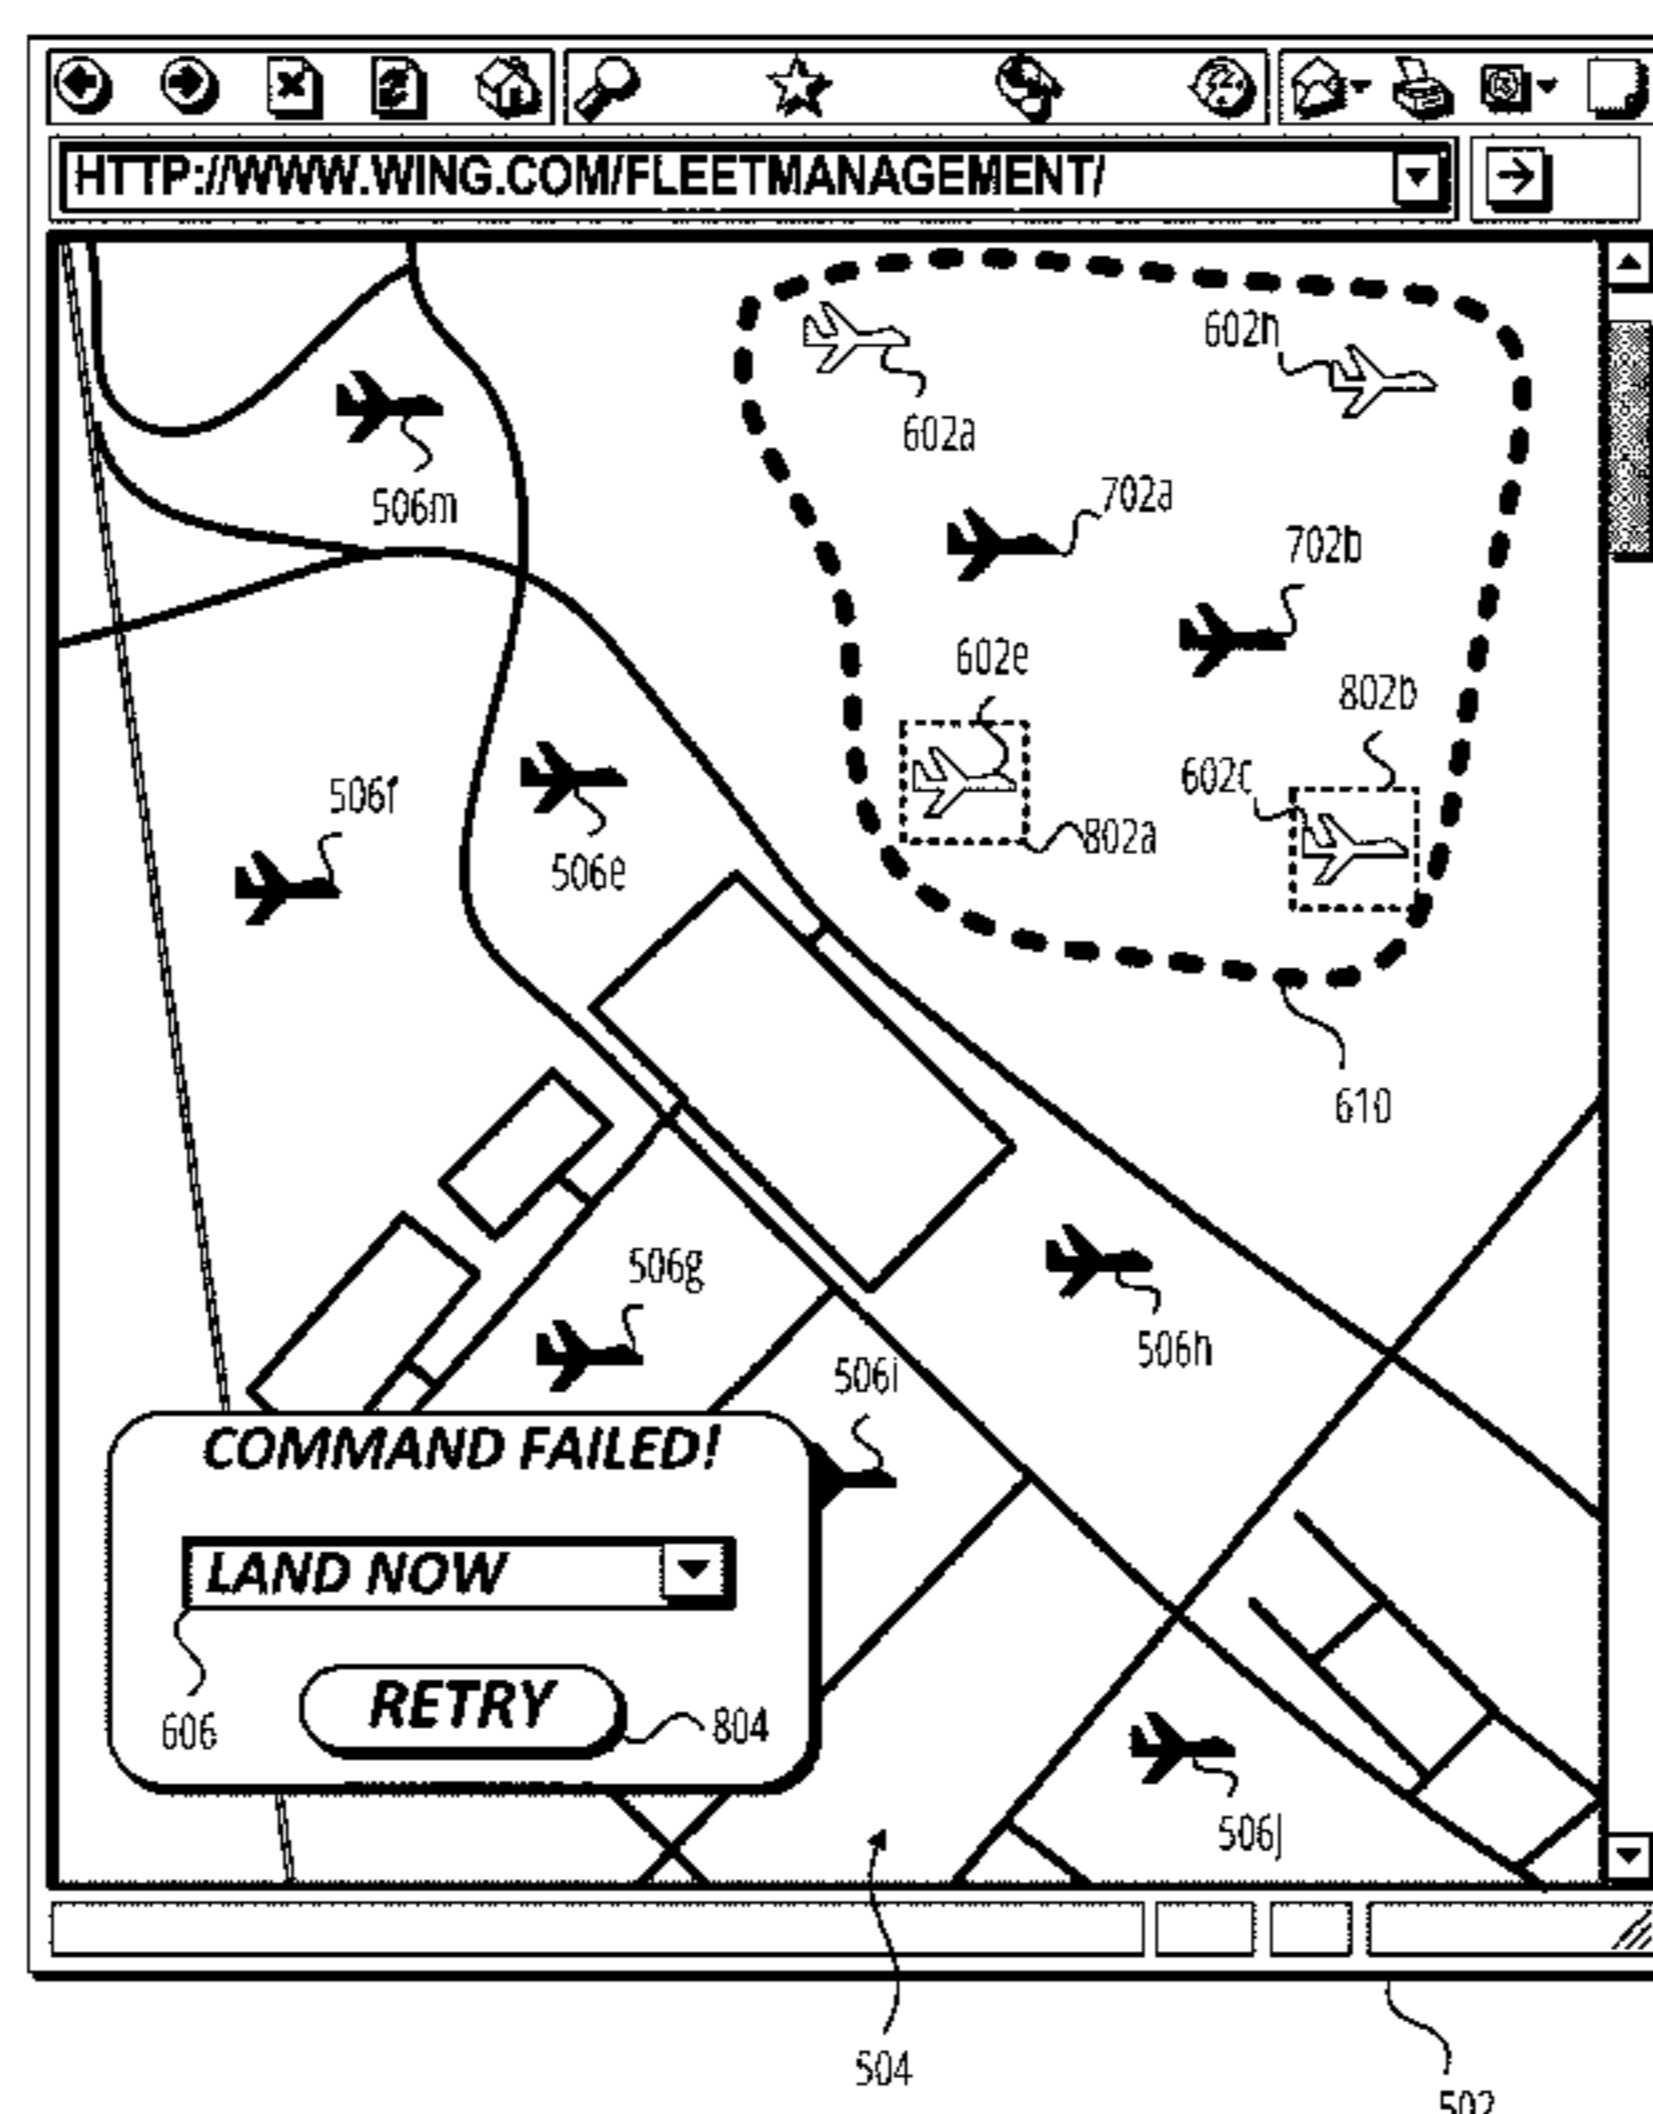 HTTP://WWW.WING.COM/FLEETMANAGEMENT/
602h
602a
506m
702a
702b
602e
802b
506f
602c
802a
506e
610
506g
506h
506i
COMMAND FAILED!
LAND NOW
RETRY
606
804
506j
504
502